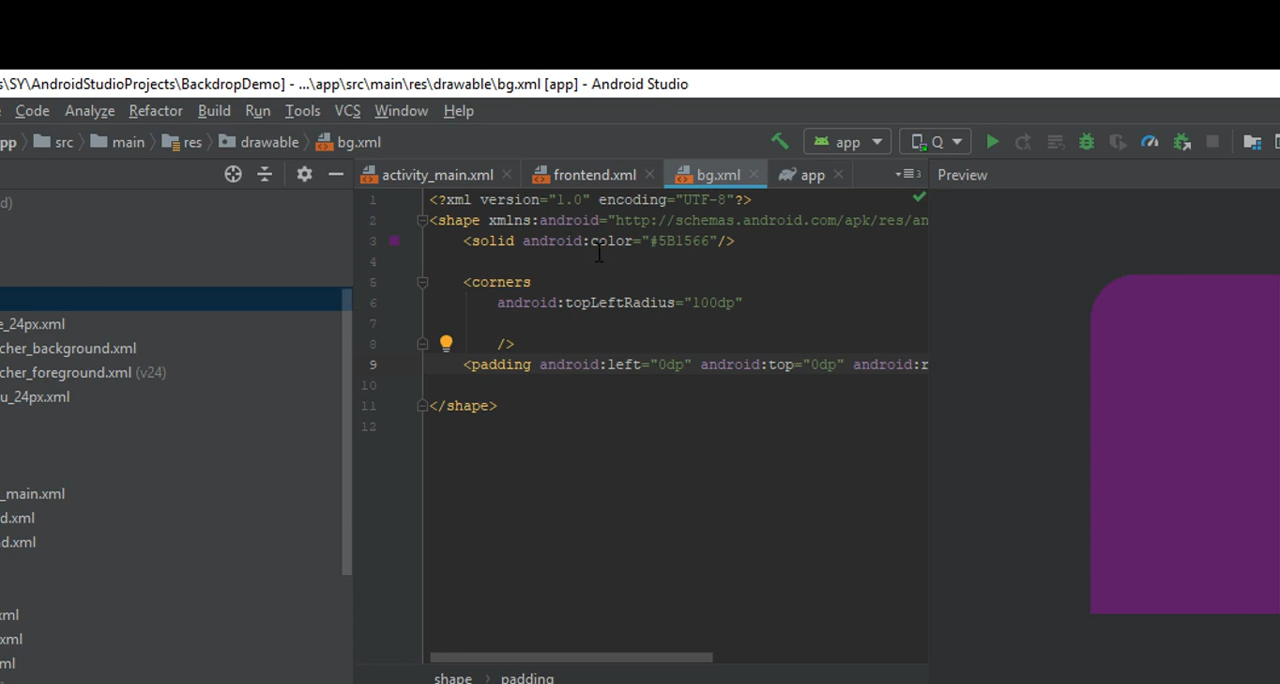 s\SY\AndroidStudioProjects\BackdropDemo] - ...\app\src\main\res\drawable\bg.xml [app] - Android Studio
Code Analyze Refactor Build Run Tools VCS Window Help
pp src main res drawable bg.xml app Q
activity_main.xml frontend.xml bg.xml app 3 Preview
d)
1 <?xml version="1.0" encoding="UTF-8"?>
2 <shape xmlns:android="http://schemas.android.com/apk/res/an
3 <solid android:color="#5B1566"/>
4
5 <corners
6 android:topLeftRadius="100dp"
7
8 />
9 <padding android:left="0dp" android:top="0dp" android:r
10
11 </shape>
12
e_24px.xml
cher_background.xml
cher_foreground.xml (v24)
u_24px.xml
_main.xml
d.xml
nd.xml
xml
xml
ml
shape padding